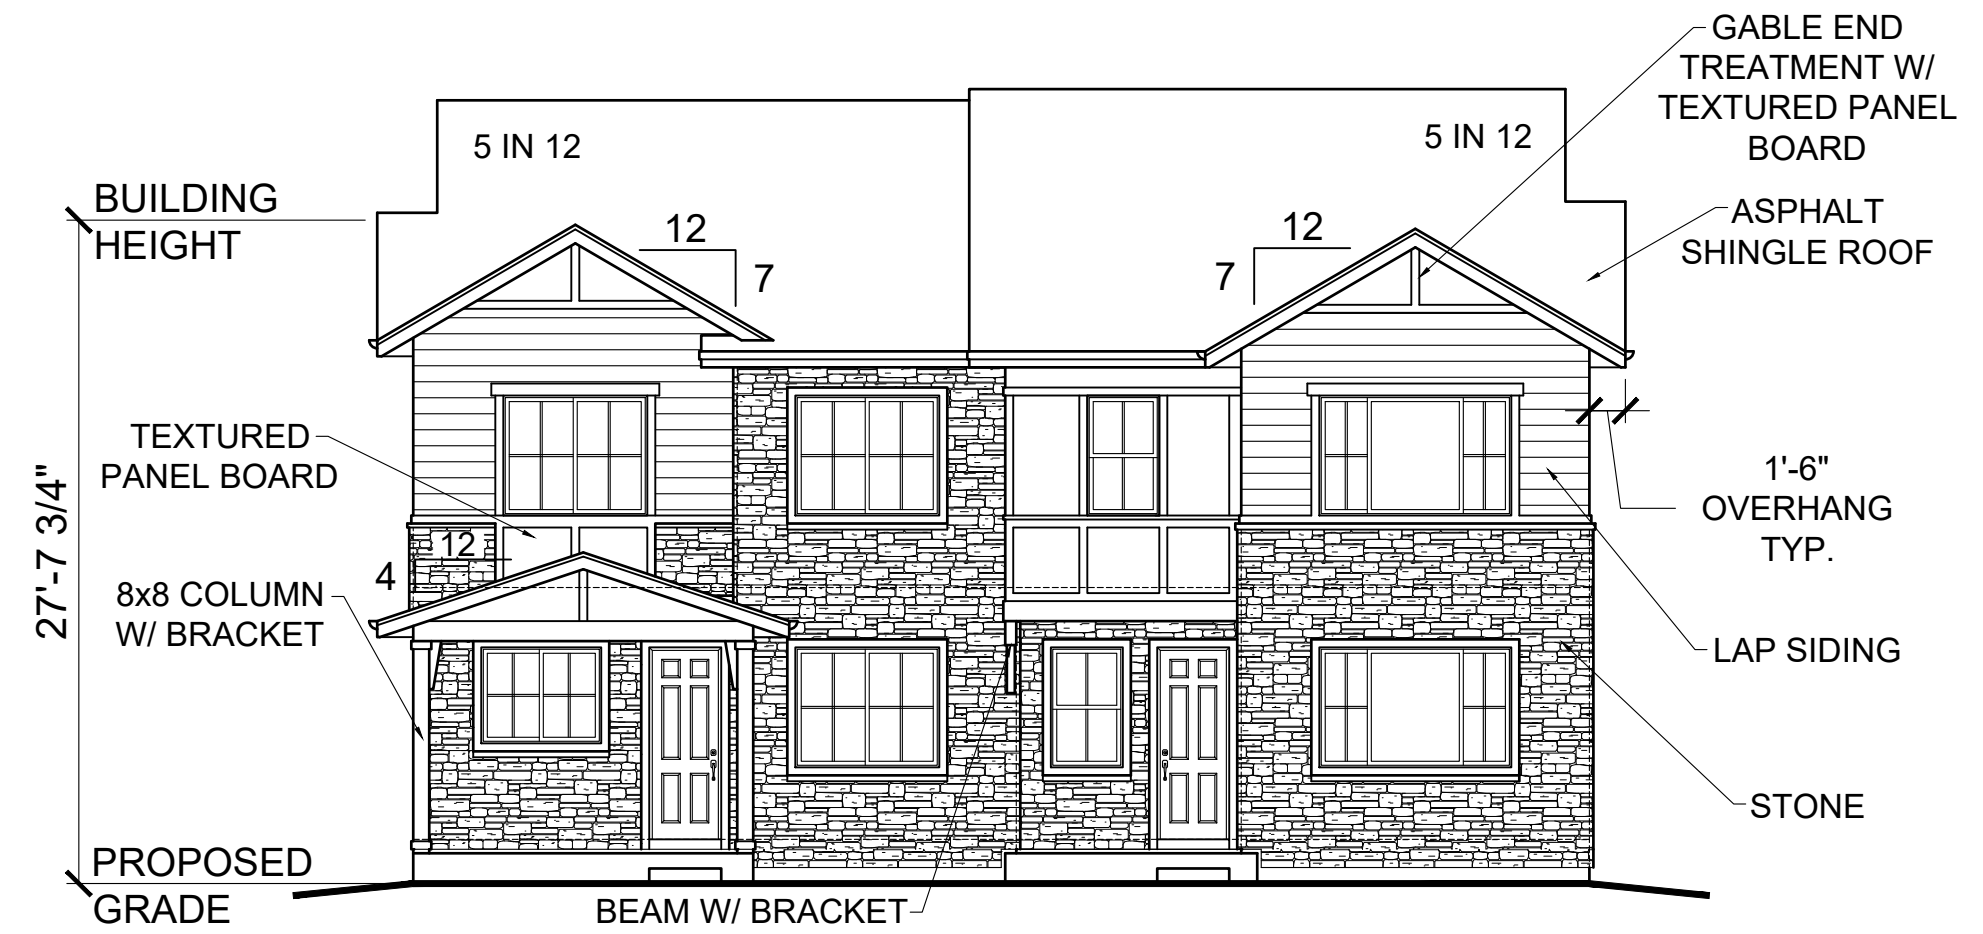 GABLE END
TREATMENT W/
TEXTURED PANEL
BOARD
5 IN 12
5 IN 12
BUILDING
HEIGHT
12
7
12
7
ASPHALT
SHINGLE ROOF
TEXTURED
PANEL BOARD
27'-7 3/4"
1'-6"
OVERHANG
TYP.
12
4
8x8 COLUMN
W/ BRACKET
LAP SIDING
STONE
PROPOSED
GRADE
BEAM W/ BRACKET